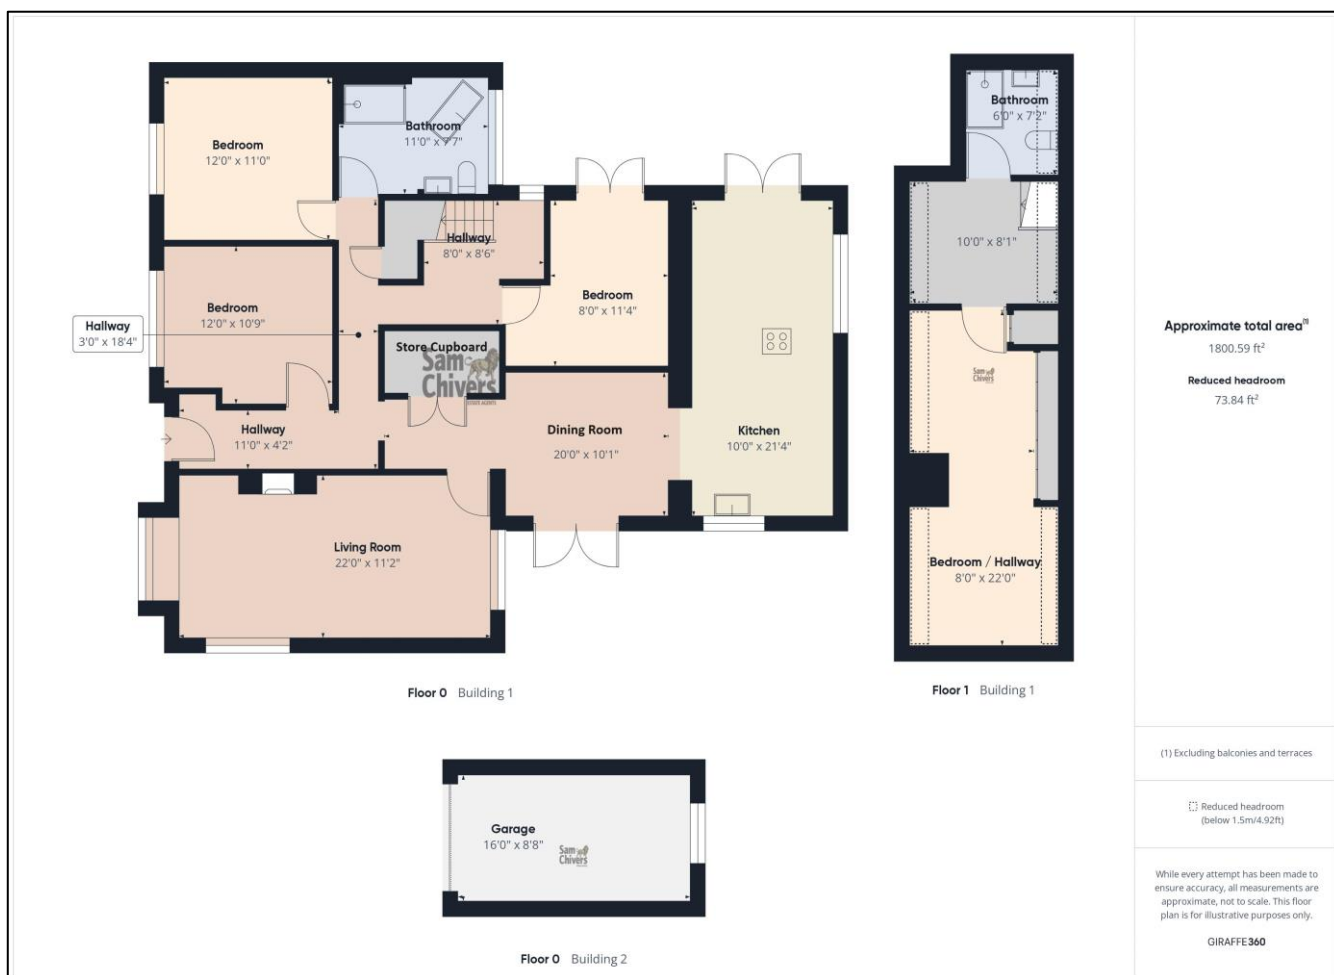 Bedroom
12'0" x 11'0"
Bathroom
11'0" x 7'7"
Hallway
8'0" x 8'6"
Bedroom
8'0" x 11'4"
Bedroom
12'0" x 10'9"
Hallway
3'0" x 18'4"
Store Cupboard
Sam
Chivers
ESTATE AGENTS
Hallway
11'0" x 4'2"
Dining Room
20'0" x 10'1"
Kitchen
10'0" x 21'4"
Living Room
22'0" x 11'2"
Floor 0 Building 1
Bathroom
6'0" x 7'2"
10'0" x 8'1"
Sam
Chivers
Bedroom / Hallway
8'0" x 22'0"
Floor 1 Building 1
Garage
16'0" x 8'8"
Sam
Chivers
Floor 0 Building 2
Approximate total area(1)
1800.59 ft²
Reduced headroom
73.84 ft²
(1) Excluding balconies and terraces
Reduced headroom
(below 1.5m/4.92ft)
While every attempt has been made to
ensure accuracy, all measurements are
approximate, not to scale. This floor
plan is for illustrative purposes only.
GIRAFFE360